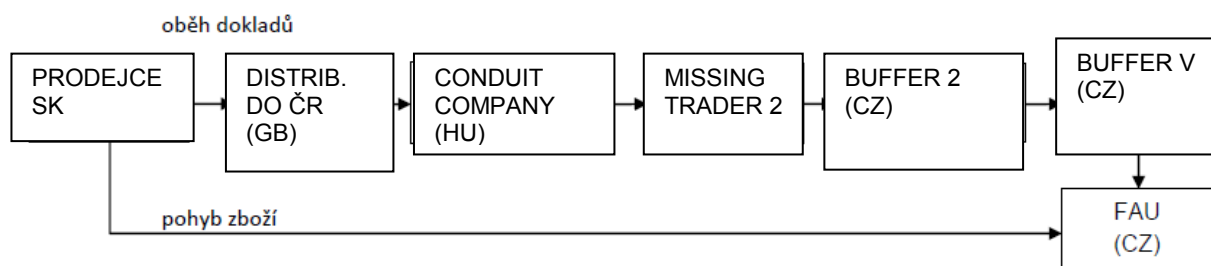 oběh dokladů
PRODEJCE
SK
DISTRIB.
DO ČR
(GB)
CONDUIT
COMPANY
(HU)
MISSING
TRADER 2
BUFFER 2
(CZ)
BUFFER V
(CZ)
pohyb zboží
FAU
(CZ)